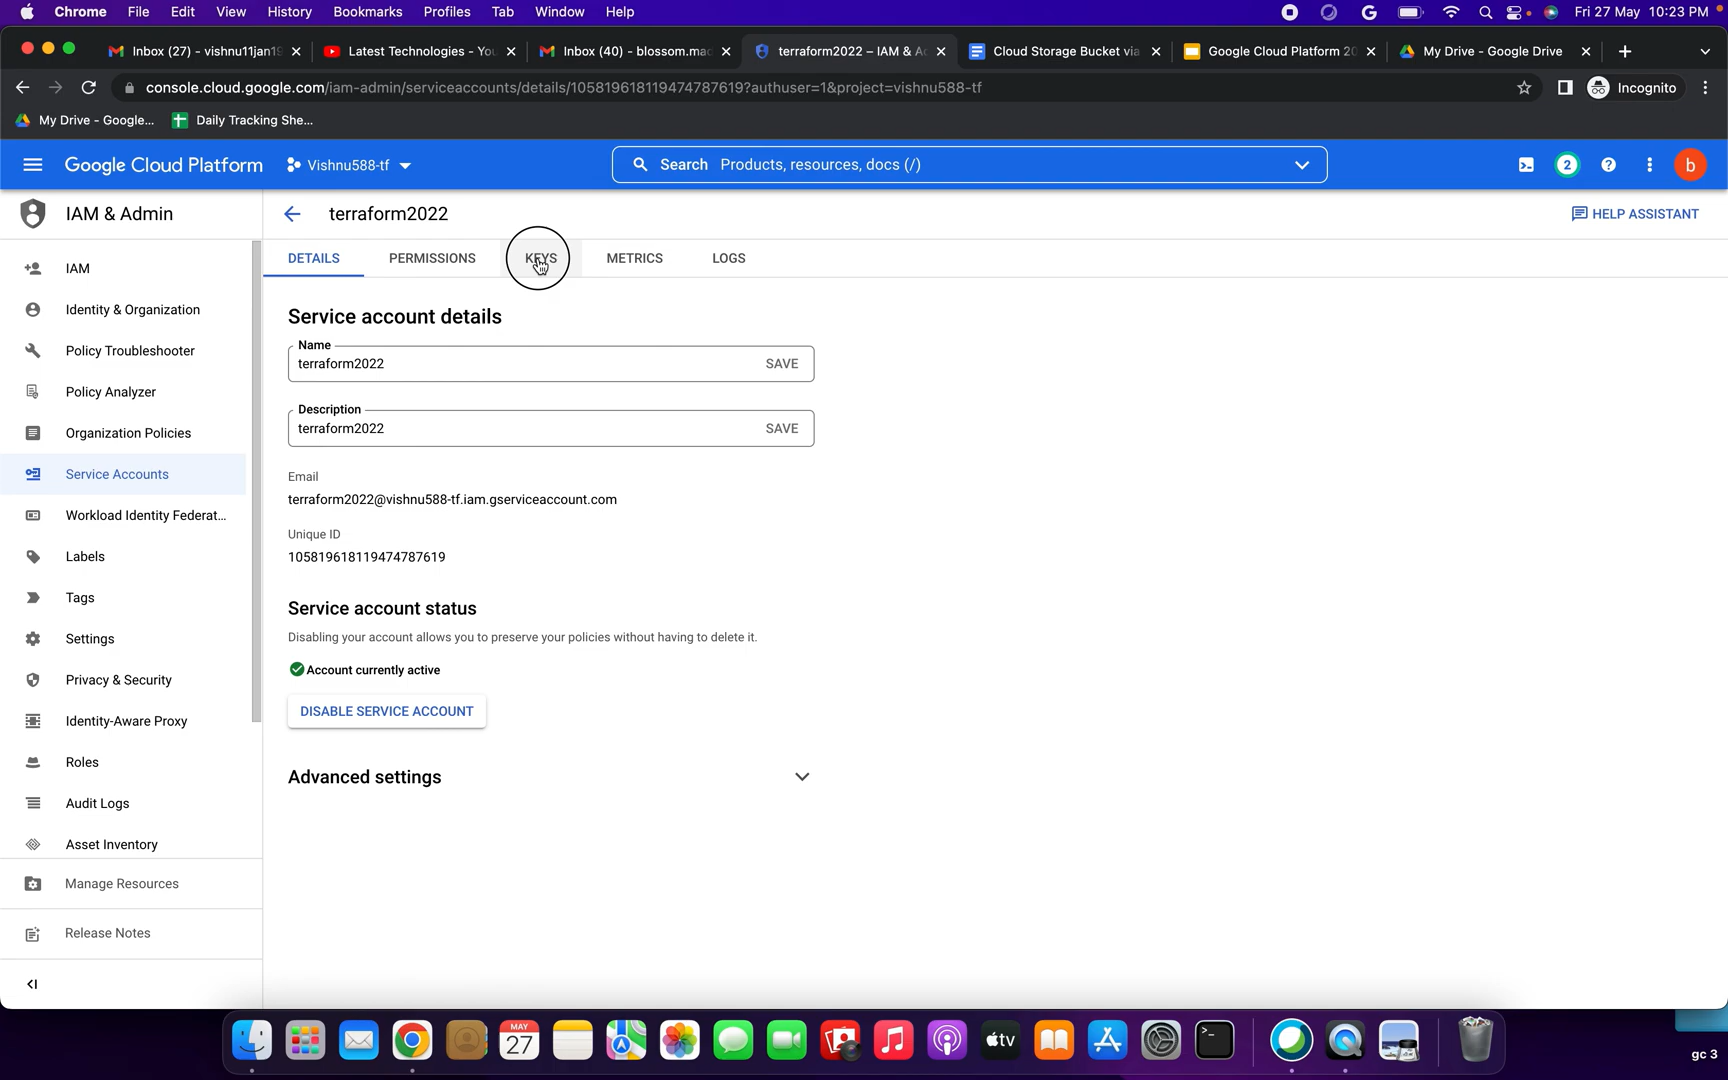 Chrome File Edit View History Bookmarks Profiles Tab Window Help Fri 27 May 10:23 PM
Inbox (27) - vishnu11jan19 Latest Technologies - You Inbox (40) - blossom.mac terraform2022 – IAM & Ad Cloud Storage Bucket via Google Cloud Platform 20 My Drive - Google Drive
console.cloud.google.com/iam-admin/serviceaccounts/details/105819618119474787619?authuser=1&project=vishnu588-tf Incognito
My Drive - Google... Daily Tracking She...
Google Cloud Platform Vishnu588-tf Search Products, resources, docs (/) 2 b
IAM & Admin
terraform2022
HELP ASSISTANT
DETAILS PERMISSIONS KEYS METRICS LOGS
IAM
Identity & Organization
Policy Troubleshooter
Policy Analyzer
Organization Policies
Service Accounts
Workload Identity Federat...
Labels
Tags
Settings
Privacy & Security
Identity-Aware Proxy
Roles
Audit Logs
Asset Inventory
Manage Resources
Release Notes
Service account details
Name
terraform2022 SAVE
Description
terraform2022 SAVE
Email
terraform2022@vishnu588-tf.iam.gserviceaccount.com
Unique ID
105819618119474787619
Service account status
Disabling your account allows you to preserve your policies without having to delete it.
Account currently active
DISABLE SERVICE ACCOUNT
Advanced settings
MAY
27
tv
gc 3